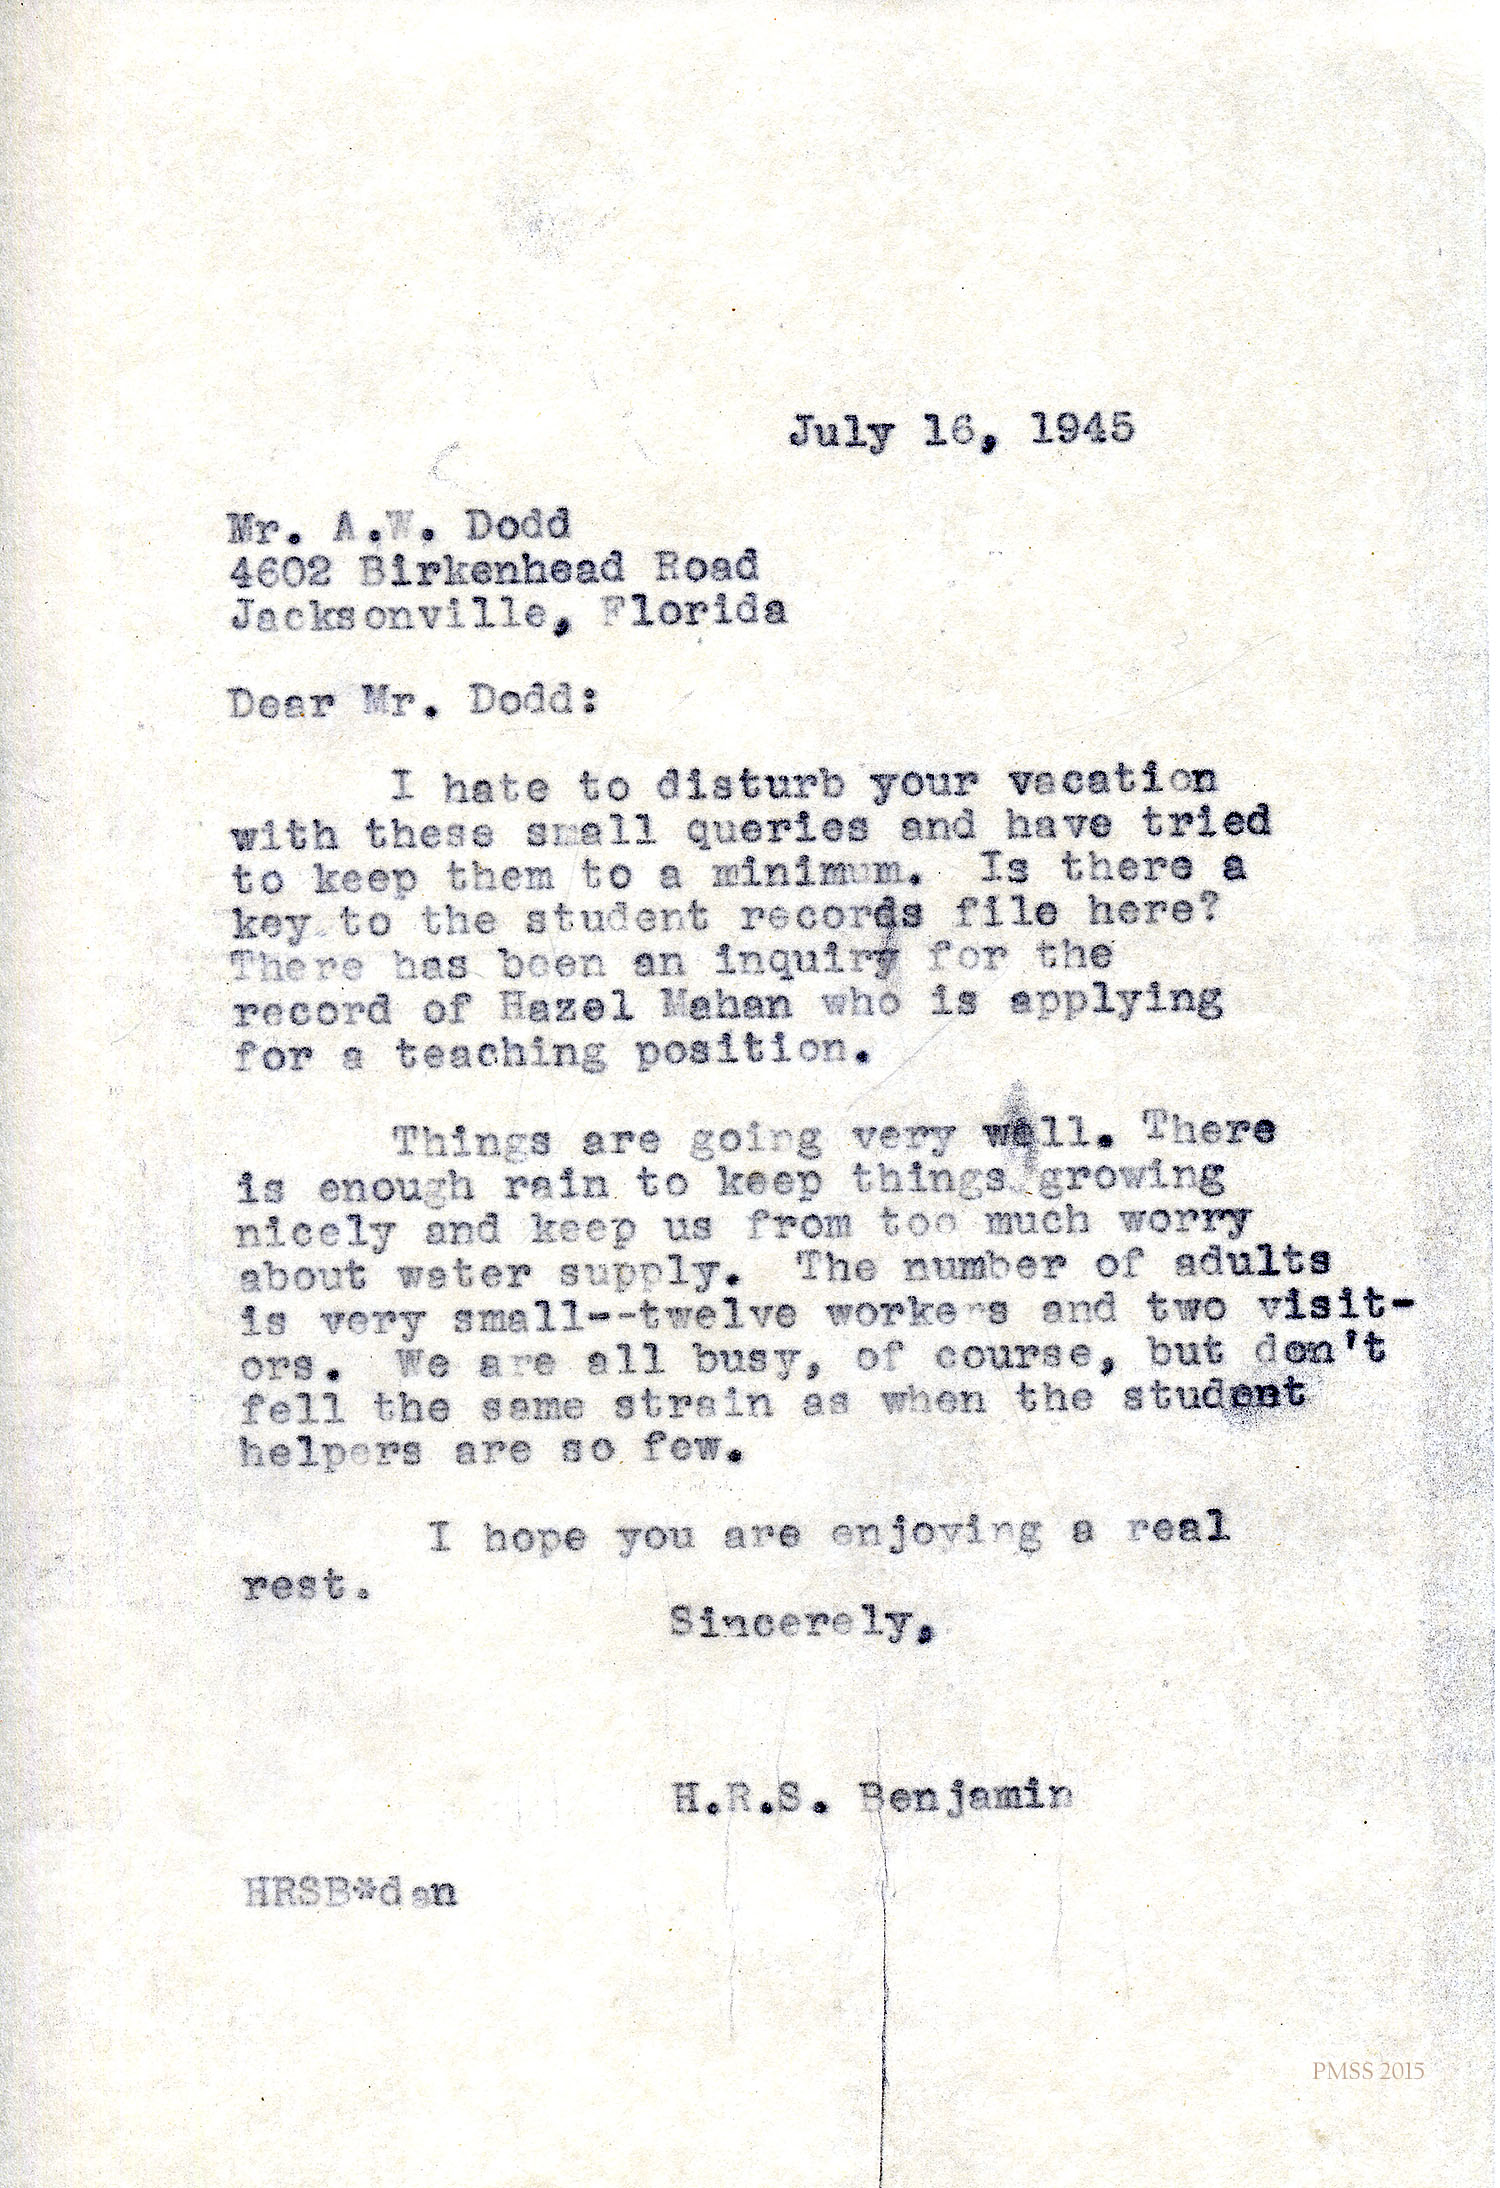 July 16, 1945
Mr. A.W. Dodd
4602 Birkenhead Road
Jacksonville, Florida
Dear Mr. Dodd:
I hate to disturb your vacation
with these small queries and have tried
to keep them to a minimum. Is there a
key to the student records file here?
There has been an inquiry for the
record of Hazel Mahan who is applying
for a teaching position.
Things are going very well. There
is enough rain to keep things growing
nicely and keep us from too much worry
about water supply. The number of adults
is very small--twelve workers and two visit-
ors. We are all busy, of course, but don't
fell the same strain as when the student
helpers are so few.
I hope you are enjoying a real
rest.
Sincerely,
H.R.S. Benjamin
HRSB*den
PMSS 2015